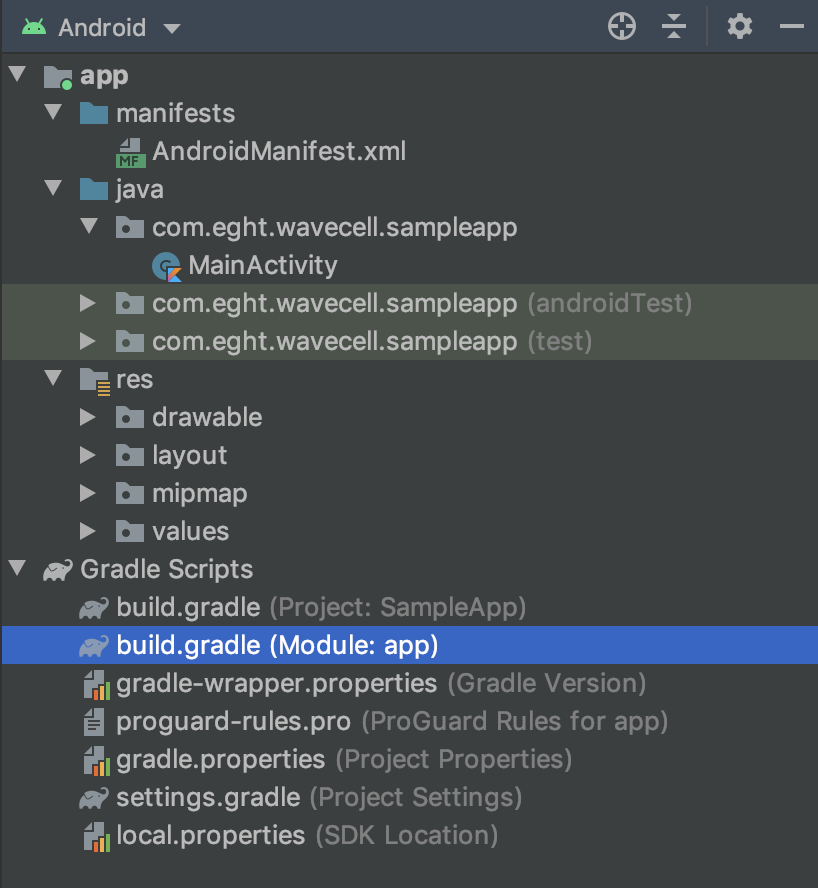 Android
app
manifests
MF AndroidManifest.xml
java
com.eght.wavecell.sampleapp
MainActivity
com.eght.wavecell.sampleapp (androidTest)
com.eght.wavecell.sampleapp (test)
res
drawable
layout
mipmap
values
Gradle Scripts
build.gradle (Project: SampleApp)
build.gradle (Module: app)
gradle-wrapper.properties (Gradle Version)
proguard-rules.pro (ProGuard Rules for app)
gradle.properties (Project Properties)
settings.gradle (Project Settings)
local.properties (SDK Location)